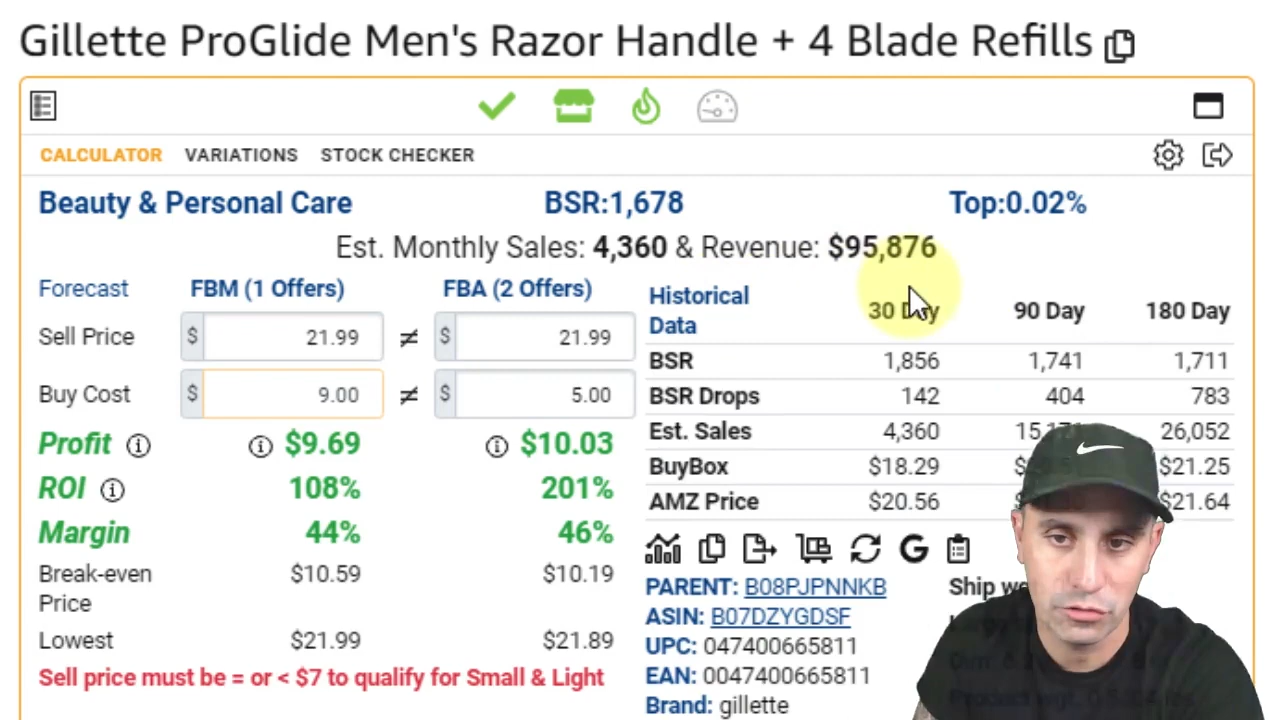 Gillette ProGlide Men's Razor Handle + 4 Blade Refills
CALCULATOR VARIATIONS STOCK CHECKER
Beauty & Personal Care BSR:1,678 Top:0.02%
Est. Monthly Sales: 4,360 & Revenue: $95,876
Forecast FBM (1 Offers) FBA (2 Offers)
Sell Price $ 21.99 ≠ $ 21.99
Buy Cost $ 9.00 ≠ $ 5.00
Profit $9.69 $10.03
ROI 108% 201%
Margin 44% 46%
Break-even Price $10.59 $10.19
Lowest $21.99 $21.89
Sell price must be = or < $7 to qualify for Small & Light
Historical Data 30 Day 90 Day 180 Day
BSR 1,856 1,741 1,711
BSR Drops 142 404 783
Est. Sales 4,360 26,052
BuyBox $18.29 $21.25
AMZ Price $20.56 $21.64
PARENT: B08PJPNNKB
ASIN: B07DZYGDSF
UPC: 047400665811
EAN: 0047400665811
Brand: gillette
Ship